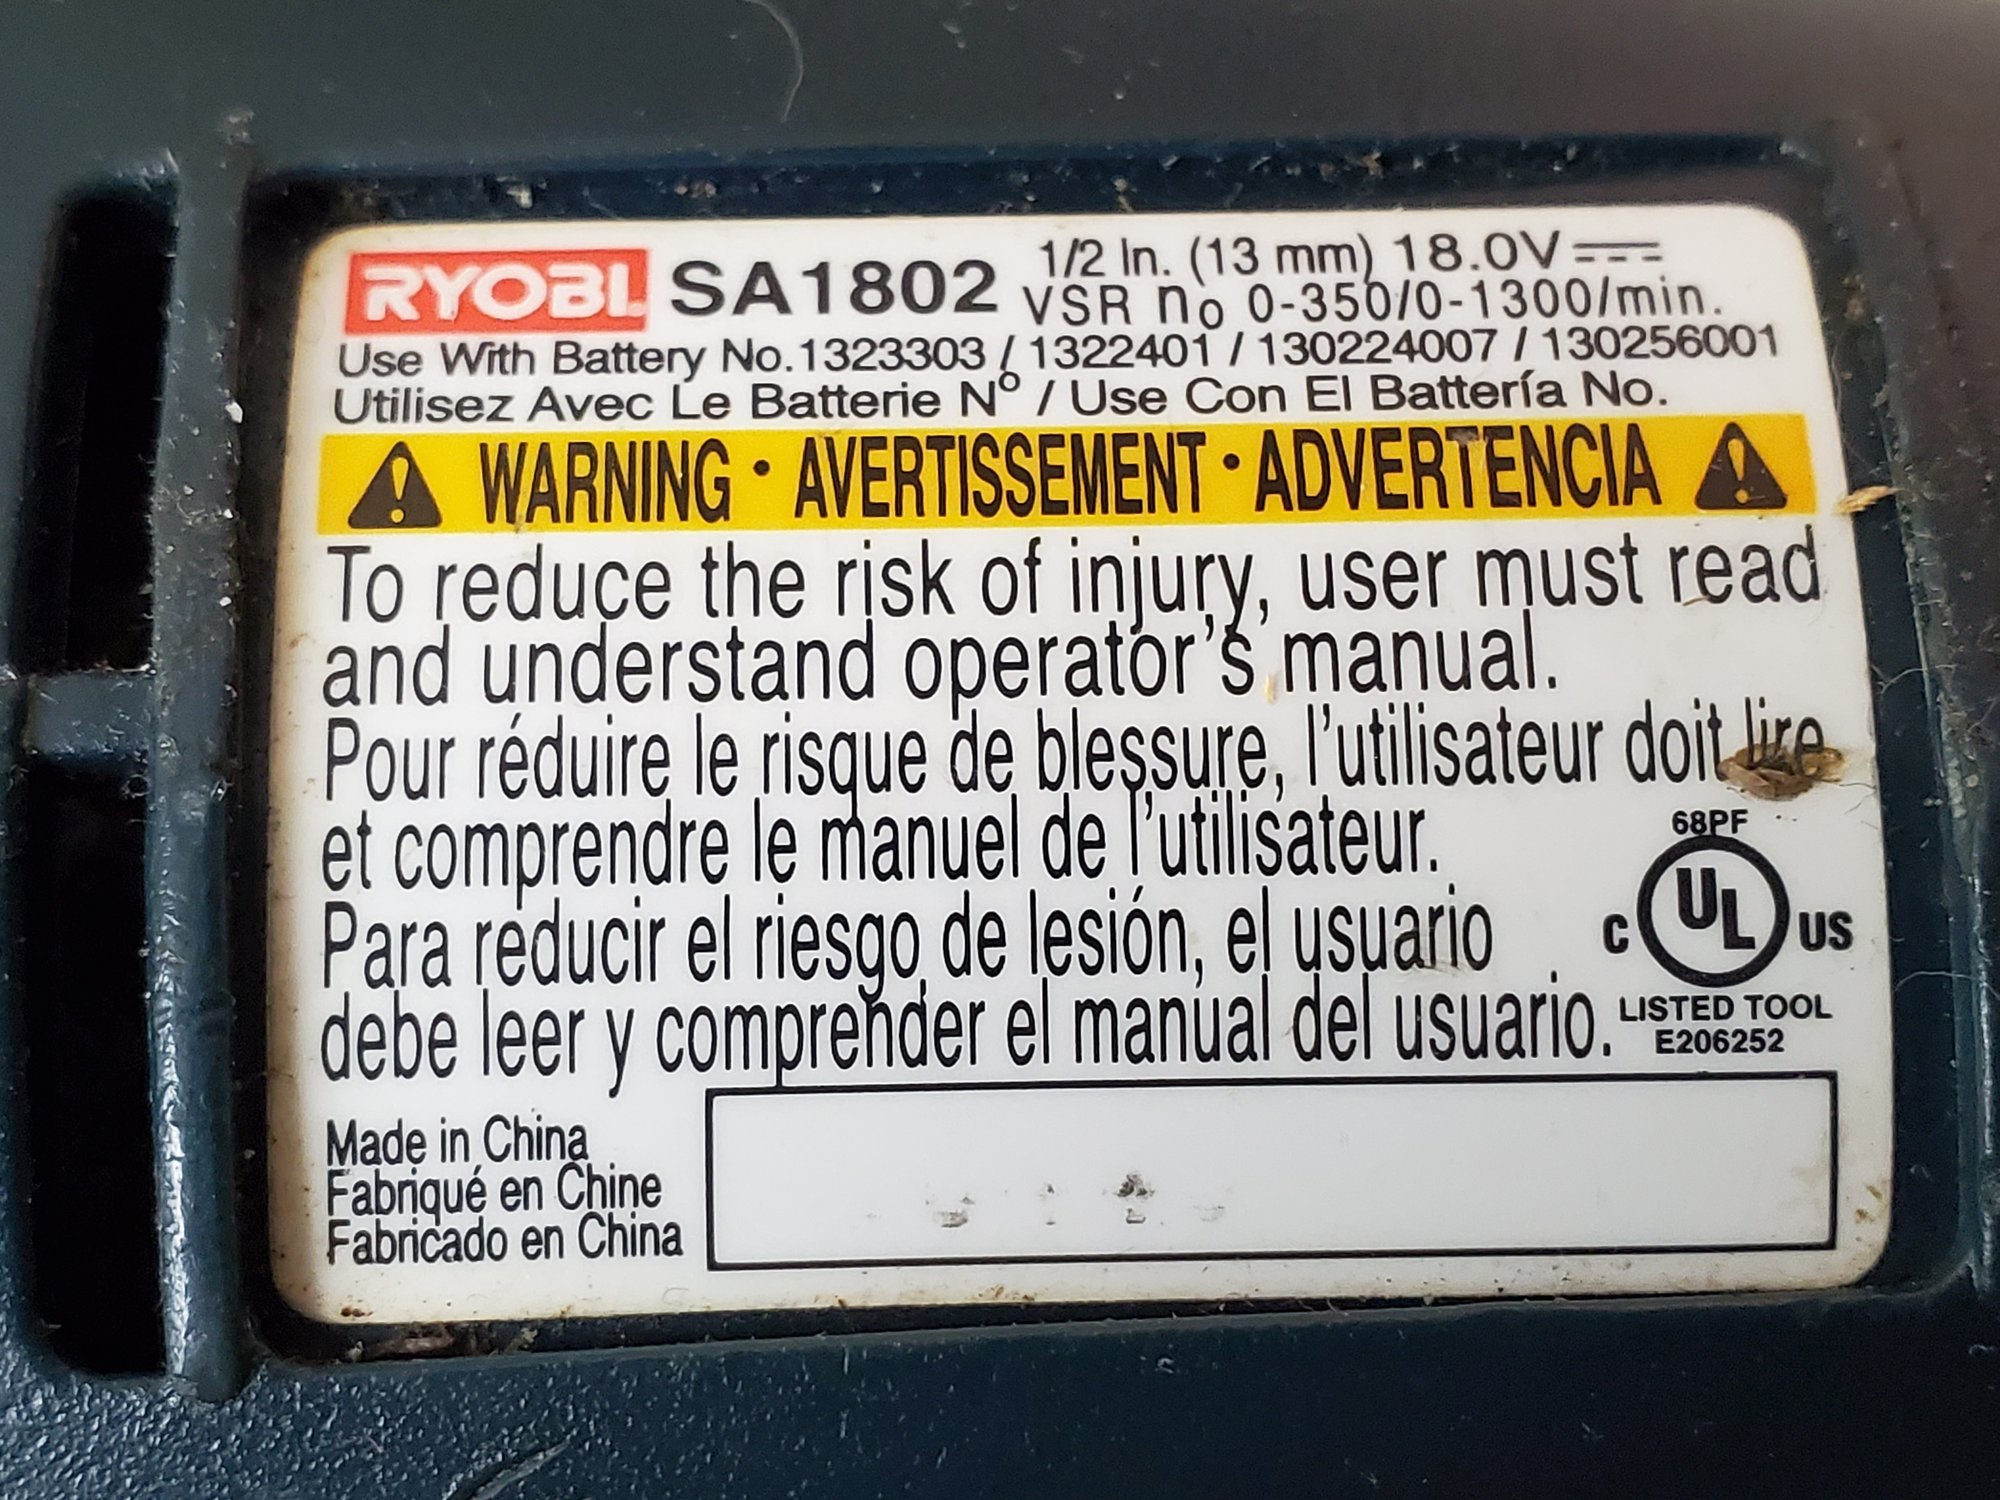 RYOBI SA1802 1/2 In. (13 mm) 18.0V
VSR no 0-350/0-1300/min.
Use With Battery No.1323303 / 1322401 / 130224007 / 130256001
Utilisez Avec Le Batterie Nº / Use Con El Battería No.
WARNING · AVERTISSEMENT · ADVERTENCIA
To reduce the risk of injury, user must read
and understand operator's manual.
Pour réduire le risque de blessure, l'utilisateur doit lire
et comprendre le manuel de l'utilisateur.
Para reducir el riesgo de lesión, el usuario
debe leer y comprender el manual del usuario.
68PF
C UL US
LISTED TOOL
E206252
Made in China
Fabriqué en Chine
Fabricado en China